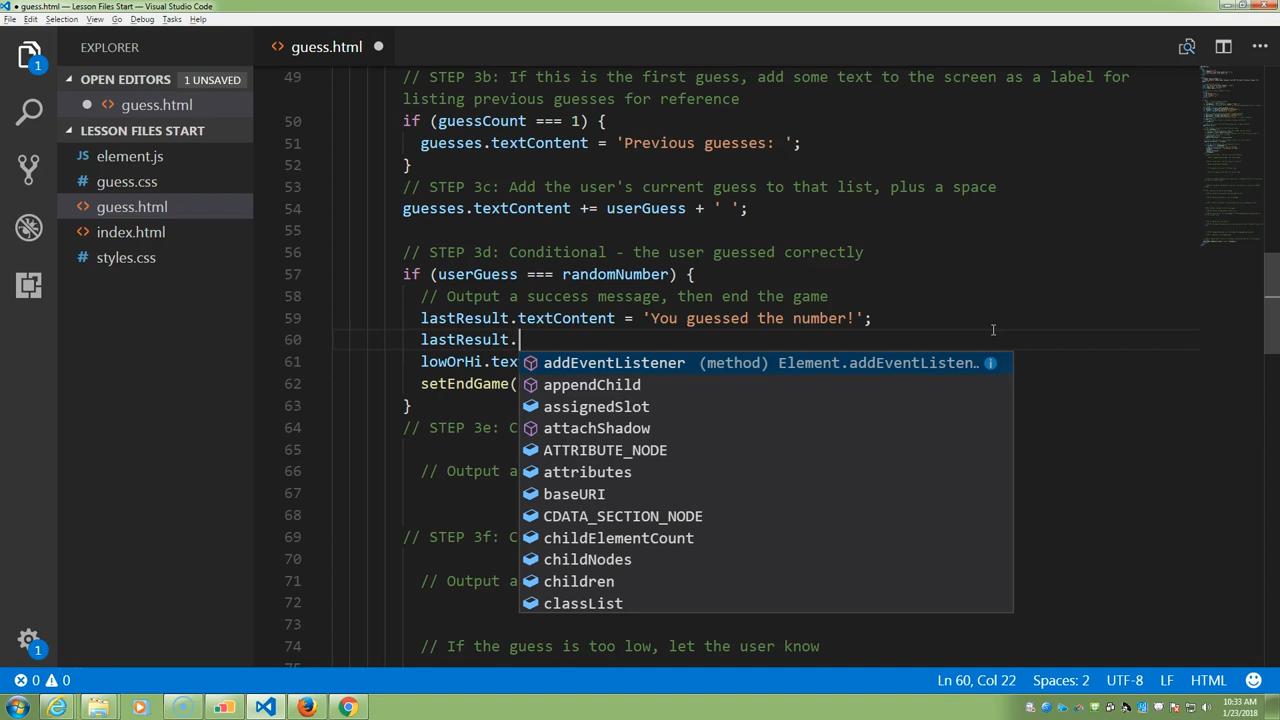 guess.html — Lesson Files Start — Visual Studio Code
File Edit Selection View Go Debug Tasks Help
EXPLORER
OPEN EDITORS 1 UNSAVED
guess.html
LESSON FILES START
element.js
guess.css
guess.html
index.html
styles.css
1
1
guess.html
49 // STEP 3b: If this is the first guess, add some text to the screen as a label for
listing previous guesses for reference
50 if (guessCount === 1) {
51 guesses.textContent = 'Previous guesses: ';
52 }
53 // STEP 3c: Add the user's current guess to that list, plus a space
54 guesses.textContent += userGuess + ' ';
55
56 // STEP 3d: Conditional - the user guessed correctly
57 if (userGuess === randomNumber) {
58 // Output a success message, then end the game
59 lastResult.textContent = 'You guessed the number!';
60 lastResult.
61 lowOrHi.tex
62 setEndGame(
63 }
64 // STEP 3e: C
65
66 // Output a
67
68
69 // STEP 3f: C
70
71 // Output a
72
73
74 // If the guess is too low, let the user know
75
addEventListener (method) Element.addEventListen…
appendChild
assignedSlot
attachShadow
ATTRIBUTE_NODE
attributes
baseURI
CDATA_SECTION_NODE
childElementCount
childNodes
children
classList
0 0
Ln 60, Col 22 Spaces: 2 UTF-8 LF HTML
10:33 AM
1/23/2018